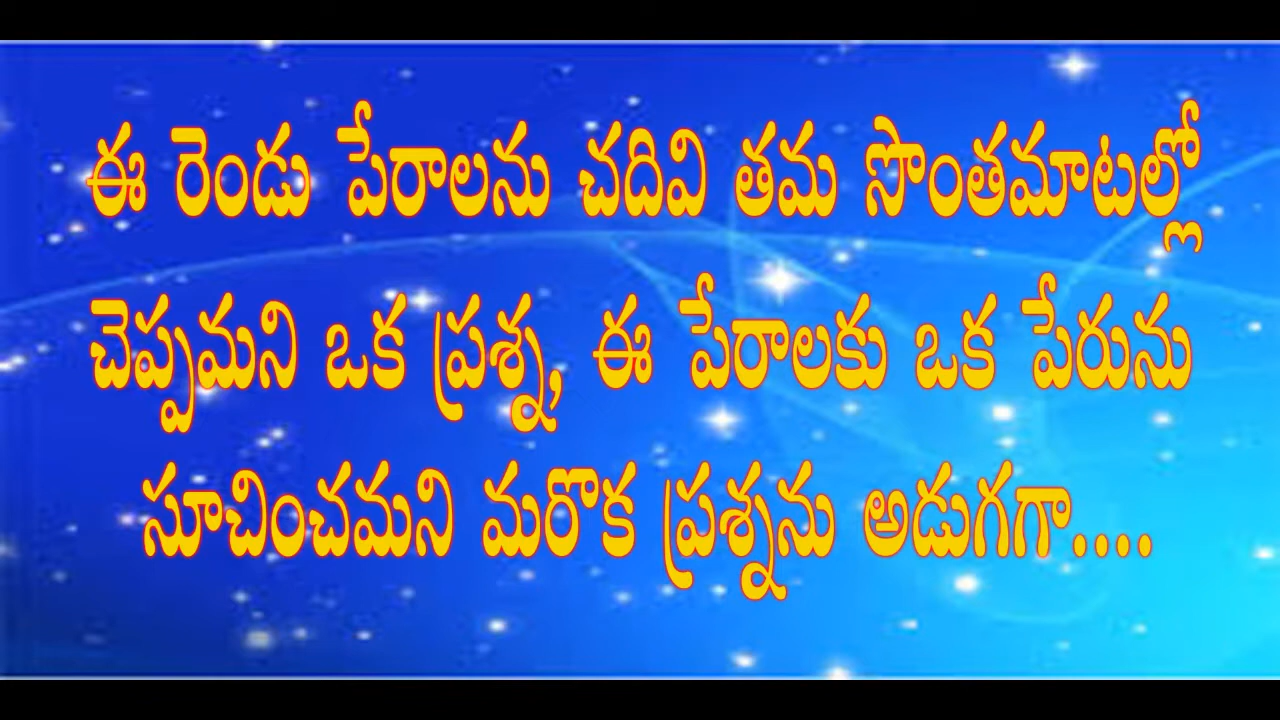 ఈ రెండు పేరాలను చదివి తమ సొంతమాటల్లో
చెప్పమని ఒక ప్రశ్న, ఈ పేరాలకు ఒక పేరును
సూచించమని మరొక ప్రశ్నను అడుగగా....